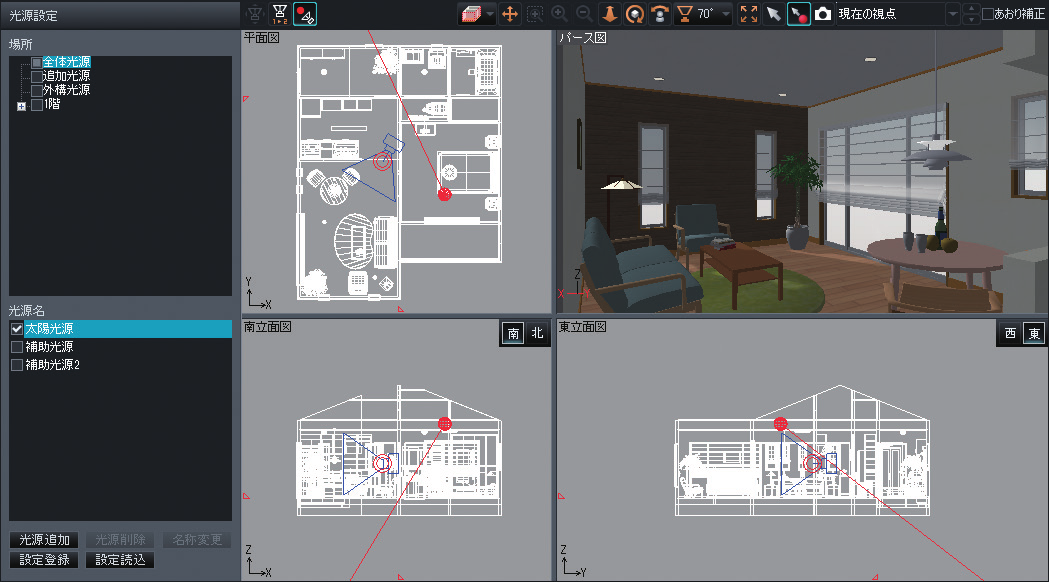 光源設定
1+2
70°
現在の視点
あおり補正
場所
全体光源
追加光源
外構光源
1階
平面図
Y
X
パース図
Z
X
光源名
太陽光源
補助光源
補助光源2
南立面図
南
北
Z
X
東立面図
西
東
Z
Y
光源追加
光源削除
名称変更
設定登録
設定読込